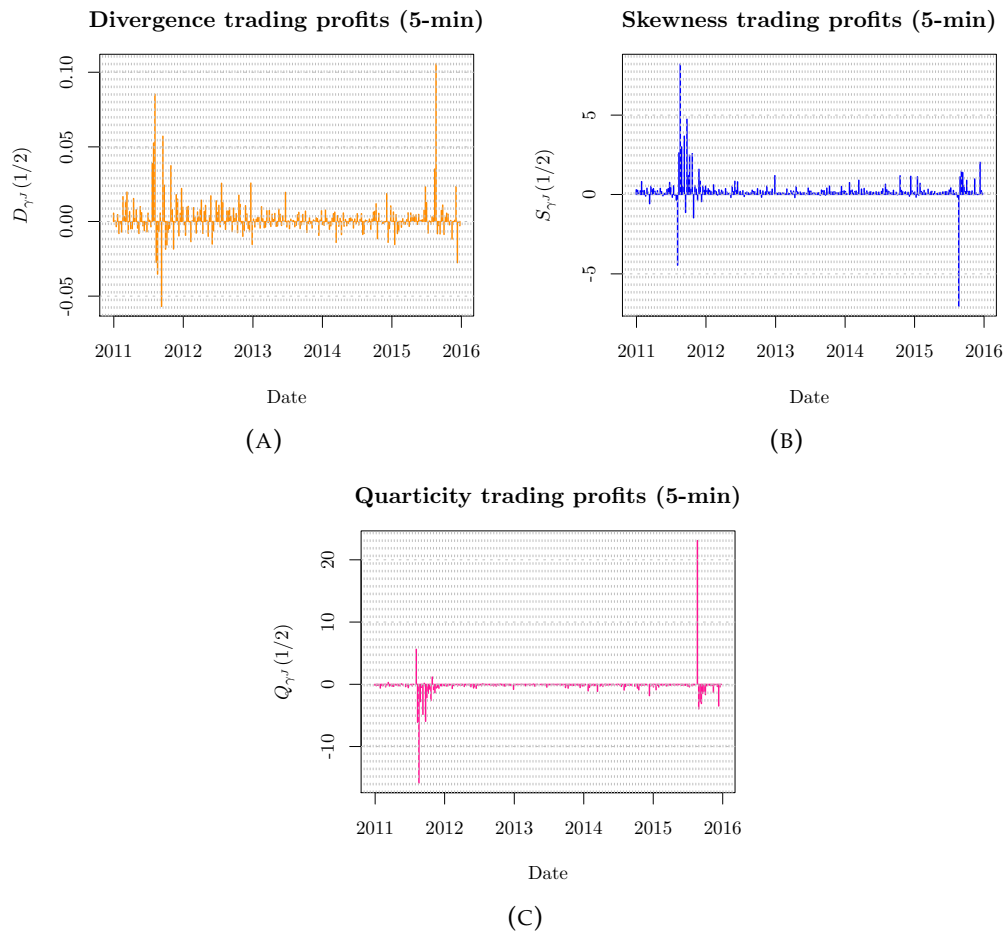 Divergence trading profits (5-min)
D_{γ^J}(1/2)
0.10
0.05
0.00
-0.05
2011 2012 2013 2014 2015 2016
Date
(A)
Skewness trading profits (5-min)
S_{γ^J}(1/2)
5
0
-5
2011 2012 2013 2014 2015 2016
Date
(B)
Quarticity trading profits (5-min)
Q_{γ^J}(1/2)
20
10
0
-10
2011 2012 2013 2014 2015 2016
Date
(C)